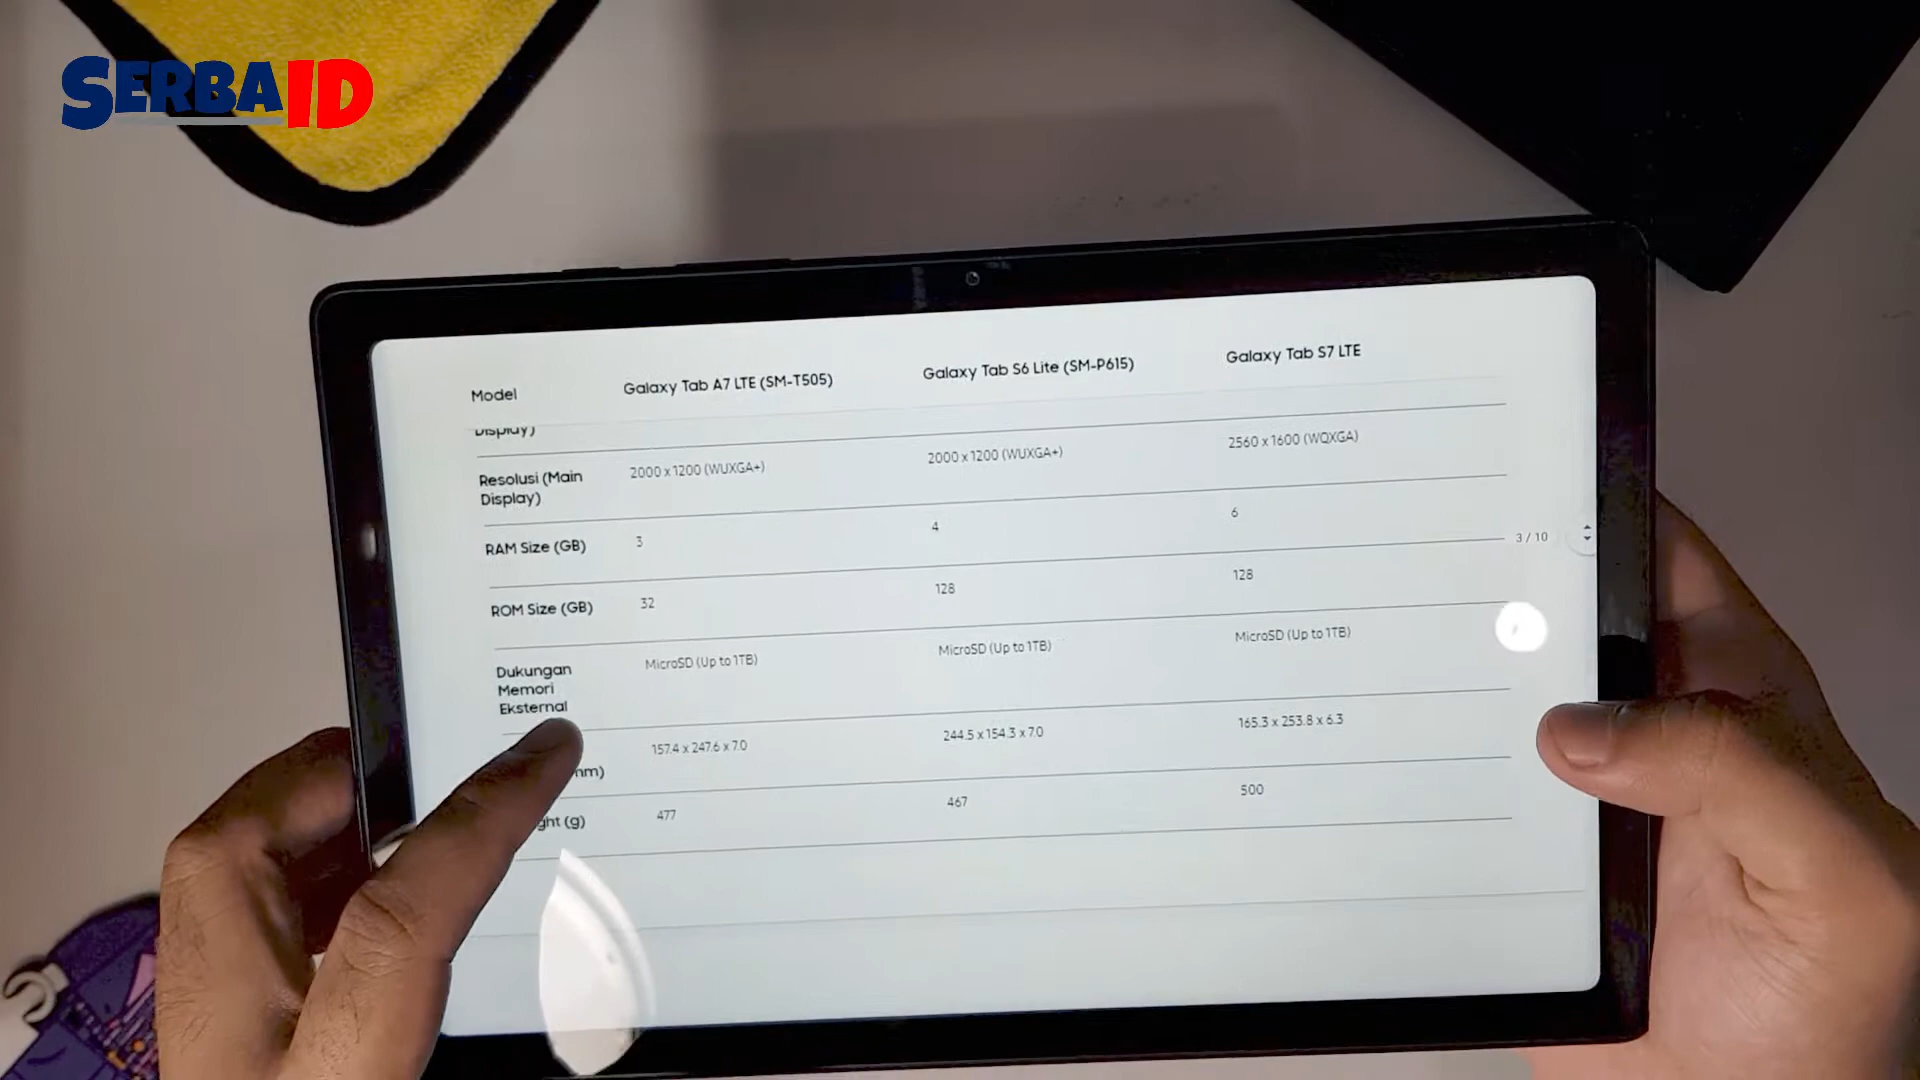 SERBAID
Model Galaxy Tab A7 LTE (SM-T505) Galaxy Tab S6 Lite (SM-P615) Galaxy Tab S7 LTE
Display)
Resolusi (Main Display) 2000 x 1200 (WUXGA+) 2000 x 1200 (WUXGA+) 2560 x 1600 (WQXGA)
RAM Size (GB) 3 4 6
3 / 10
ROM Size (GB) 32 128 128
Dukungan Memori Eksternal MicroSD (Up to 1TB) MicroSD (Up to 1TB) MicroSD (Up to 1TB)
157.4 x 247.6 x 7.0 244.5 x 154.3 x 7.0 165.3 x 253.8 x 6.3
(g) 477 467 500